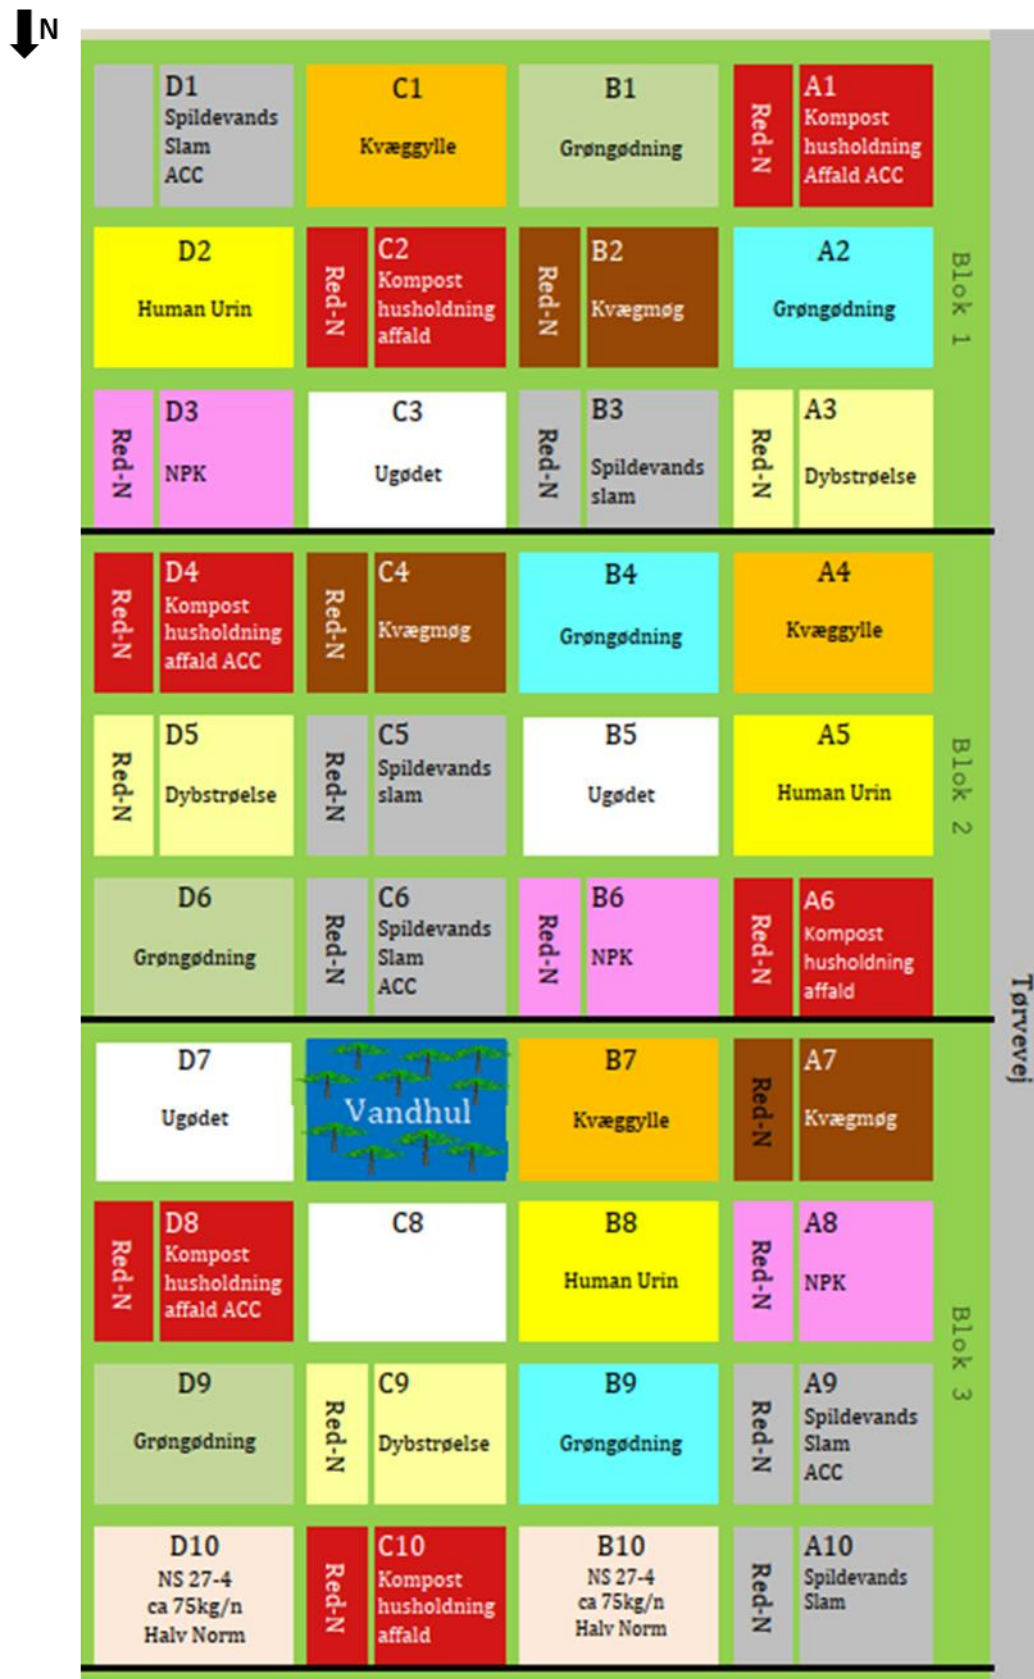 N
D1
Spildevands
Slam
ACC
C1
Kvæggylle
B1
Grøngødning
Red-N
A1
Kompost
husholdning
Affald ACC
D2
Human Urin
Red-N
C2
Kompost
husholdning
affald
Red-N
B2
Kvægmøg
A2
Grøngødning
Blok 1
Red-N
D3
NPK
C3
Ugødet
Red-N
B3
Spildevands
slam
Red-N
A3
Dybstrøelse
Red-N
D4
Kompost
husholdning
affald ACC
Red-N
C4
Kvægmøg
B4
Grøngødning
A4
Kvæggylle
Red-N
D5
Dybstrøelse
Red-N
C5
Spildevands
slam
B5
Ugødet
A5
Human Urin
Blok 2
D6
Grøngødning
Red-N
C6
Spildevands
Slam
ACC
Red-N
B6
NPK
Red-N
A6
Kompost
husholdning
affald
Tørvevej
D7
Ugødet
Vandhul
B7
Kvæggylle
Red-N
A7
Kvægmøg
Red-N
D8
Kompost
husholdning
affald ACC
C8
B8
Human Urin
Red-N
A8
NPK
Blok 3
D9
Grøngødning
Red-N
C9
Dybstrøelse
B9
Grøngødning
Red-N
A9
Spildevands
Slam
ACC
D10
NS 27-4
ca 75kg/n
Halv Norm
Red-N
C10
Kompost
husholdning
affald
B10
NS 27-4
ca 75kg/n
Halv Norm
Red-N
A10
Spildevands
Slam